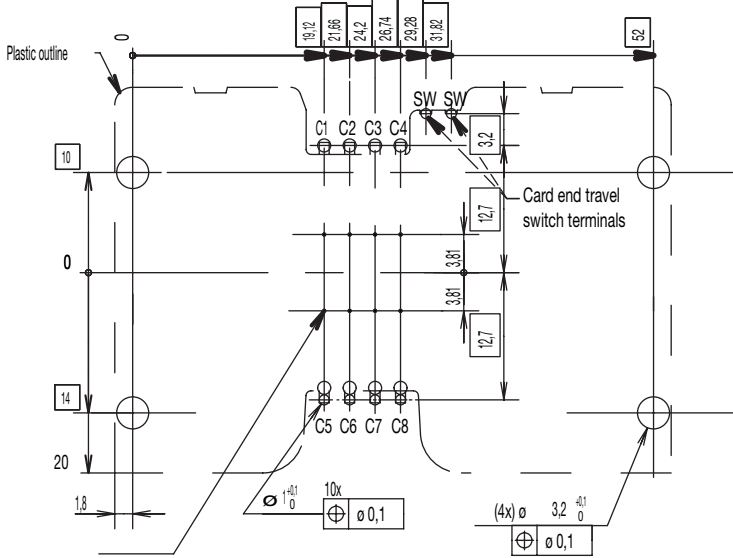 0
19,12
21,66
24,2
26,74
29,28
31,82
52
Plastic outline
SW SW
C1 C2 C3 C4
3,2
10
Card end travel
switch terminals
12,7
0
3,81
3,81
12,7
14
C5 C6 C7 C8
20
1,8
ø 1 +0,1 0
10x
ø 0,1
(4x) ø 3,2 +0,1 0
ø 0,1